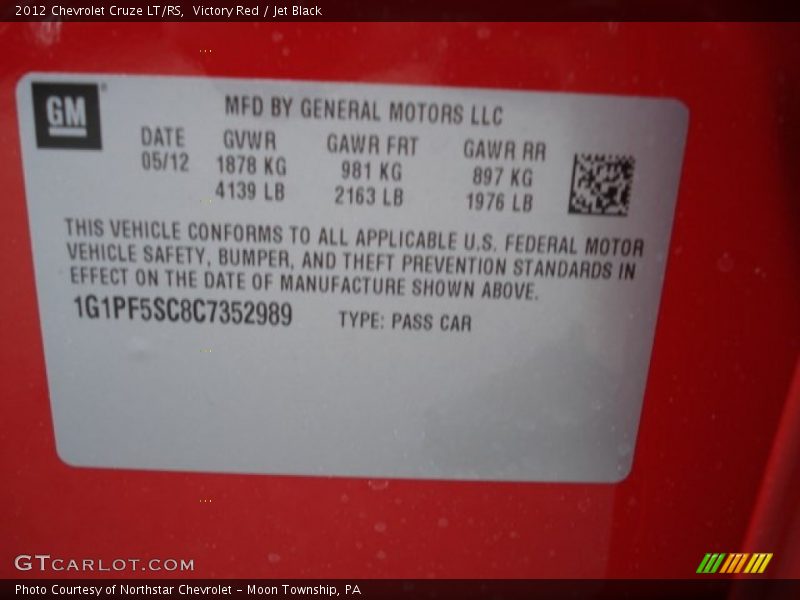 2012 Chevrolet Cruze LT/RS,  Victory Red / Jet Black
GM
MFD BY GENERAL MOTORS LLC
DATE GVWR GAWR FRT GAWR RR
05/12 1878 KG 981 KG 897 KG
4139 LB 2163 LB 1976 LB
THIS VEHICLE CONFORMS TO ALL APPLICABLE U.S. FEDERAL MOTOR
VEHICLE SAFETY, BUMPER, AND THEFT PREVENTION STANDARDS IN
EFFECT ON THE DATE OF MANUFACTURE SHOWN ABOVE.
1G1PF5SC8C7352989 TYPE: PASS CAR
GTCARLOT.COM
Photo Courtesy of Northstar Chevrolet - Moon Township, PA